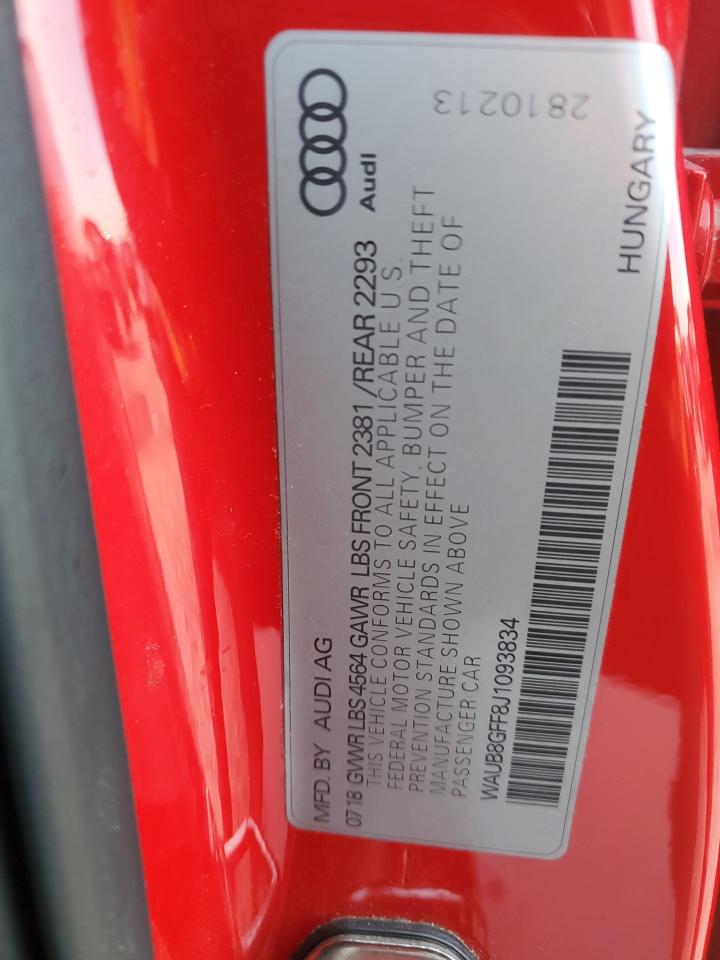 Audi
MFD. BY AUDI AG
0718 GVWR LBS 4564 GAWR LBS FRONT 2381 /REAR 2293
THIS VEHICLE CONFORMS TO ALL APPLICABLE U.S.
FEDERAL MOTOR VEHICLE SAFETY, BUMPER AND THEFT
PREVENTION STANDARDS IN EFFECT ON THE DATE OF
MANUFACTURE SHOWN ABOVE
PASSENGER CAR
WAUB8GFF8J1093834
HUNGARY
2810213